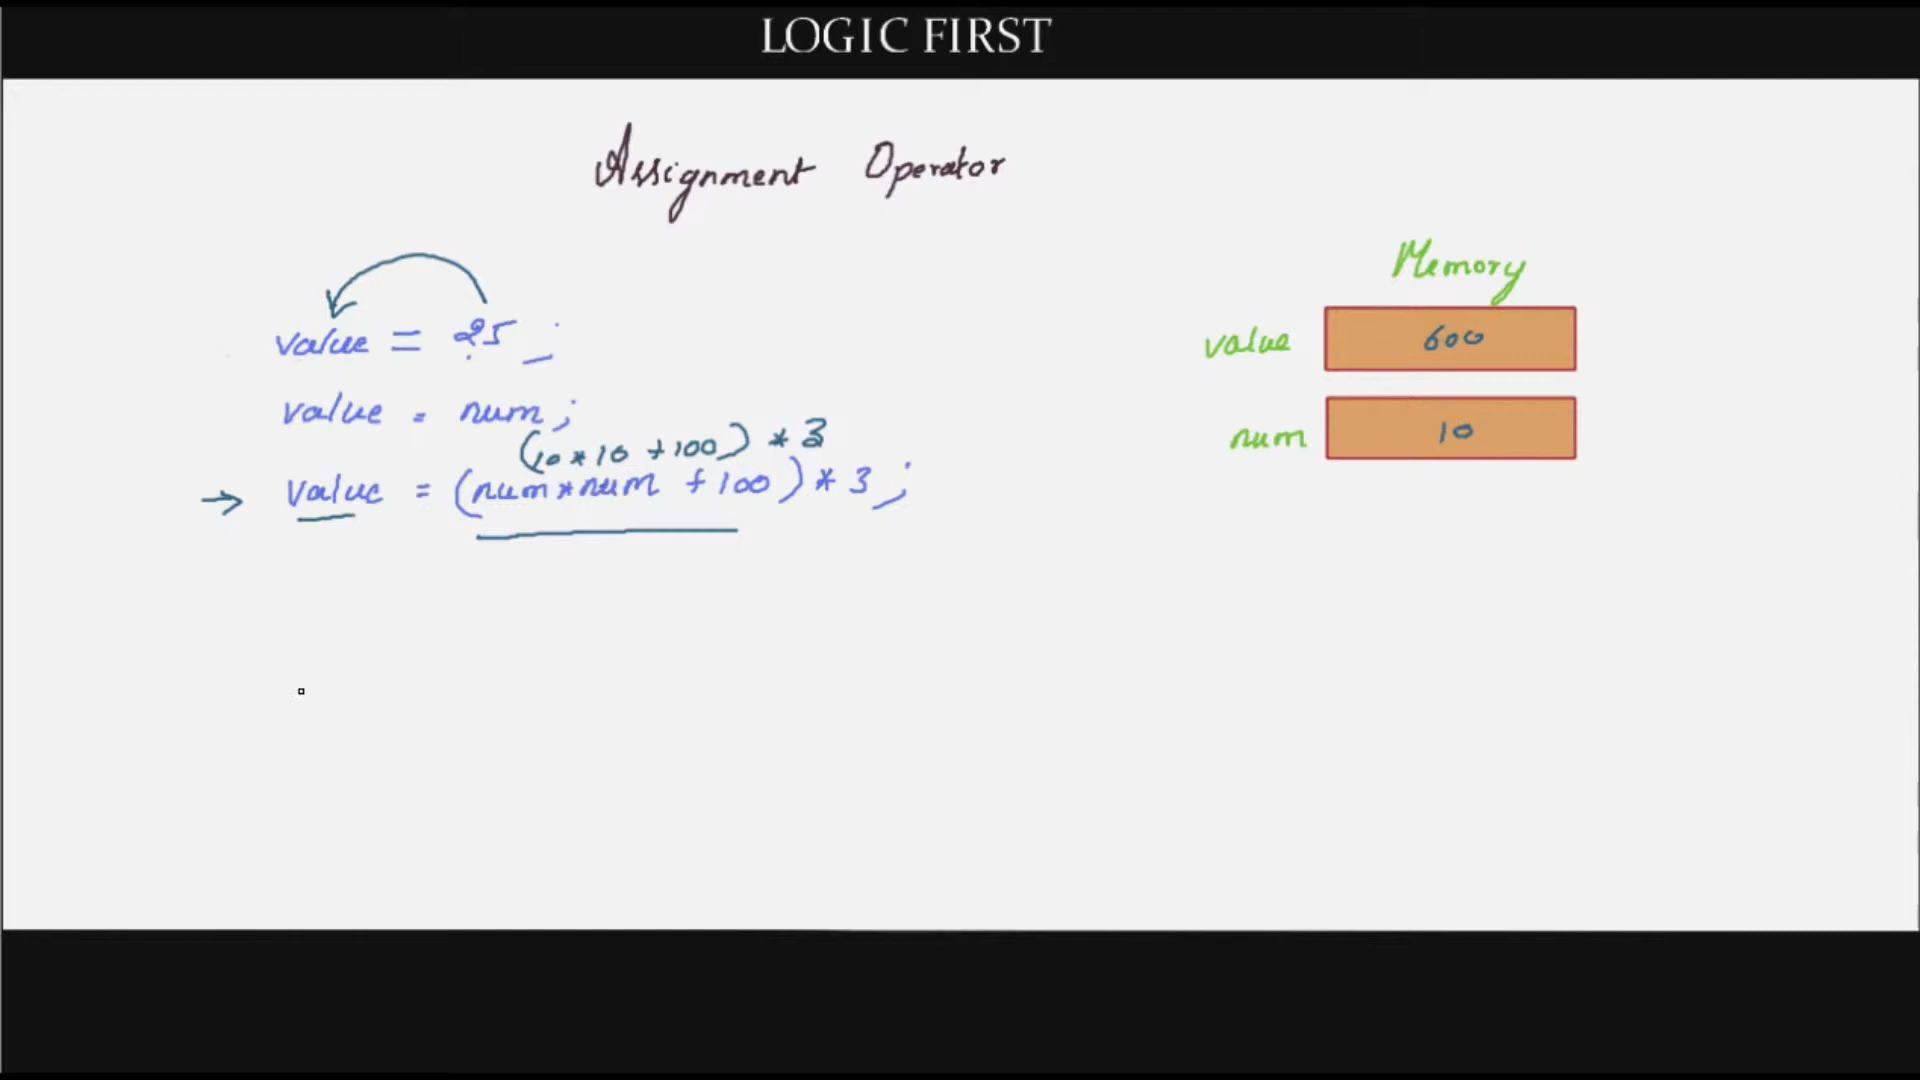 LOGIC FIRST
Assignment Operator
Memory
value = 25 ;
value 600
value = num ;
num 10
(10 * 10 + 100) * 3
→ value = (num*num + 100) * 3 ;